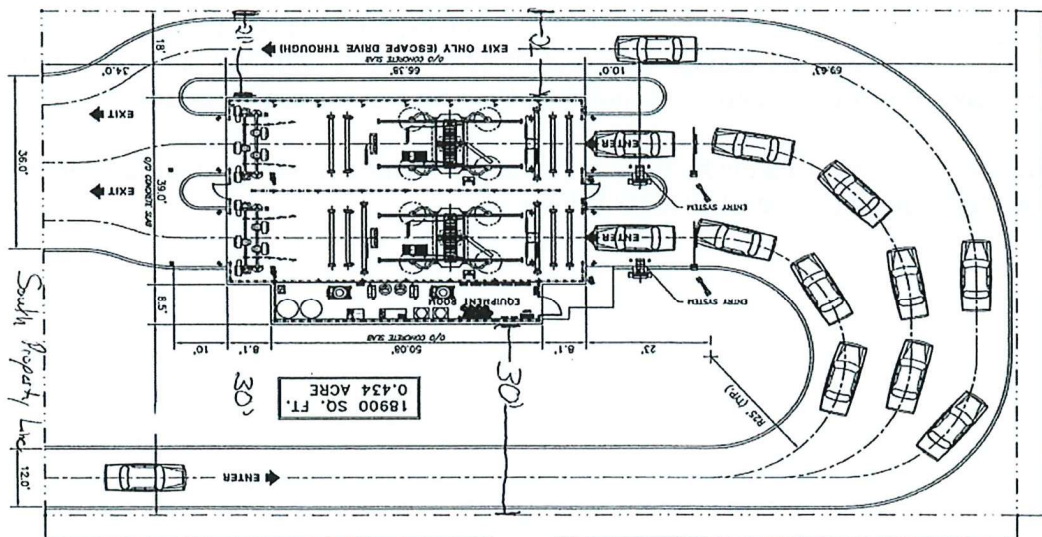 EXIT ONLY (ESCAPE DRIVE THROUGH)
18'
O/O CONCRETE SLAB
34.0'
66.38'
10.0'
69.63'
EXIT
ENTER
36.0'
39.0'
O/O CONCRETE SLAB
EXIT
ENTRY SYSTEM
ENTER
8.5'
EQUIPMENT
ROOM
ENTRY SYSTEM
O/O CONCRETE SLAB
10'
8.1'
50.08'
8.1'
23'
South Property Line
30'
30'
18900 SQ. FT.
0.434 ACRE
R25' (TYP.)
12.0'
ENTER